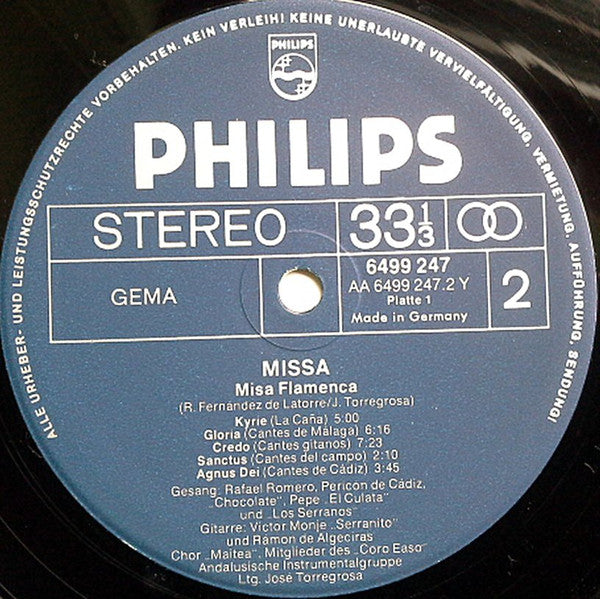 ALLE URHEBER- UND LEISTUNGSSCHUTZRECHTE VORBEHALTEN. KEIN VERLEIH! KEINE UNERLAUBTE VERVIELFÄLTIGUNG, VERMIETUNG, AUFFÜHRUNG, SENDUNG!
PHILIPS
PHILIPS
STEREO 33 1/3
GEMA
6499 247
AA 6499 247.2 Y
Platte 1
Made in Germany
2
MISSA
Misa Flamenca
(R. Fernández de Latorre/J. Torregrosa)
Kyrie (La Caña) 5:00
Gloria (Cantes de Málaga) 6:16
Credo (Cantes gitanos) 7:23
Sanctus (Cantes del campo) 2:10
Agnus Dei (Cantes de Cádiz) 3:45
Gesang: Rafael Romero, Pericon de Cádiz,
„Chocolate", Pepe „El Culata"
und „Los Serranos"
Gitarre: Victor Monje „Serranito"
und Rámon de Algeciras
Chor „Maitea", Mitglieder des „Coro Easo"
Andalusische Instrumentalgruppe
Ltg. José Torregrosa